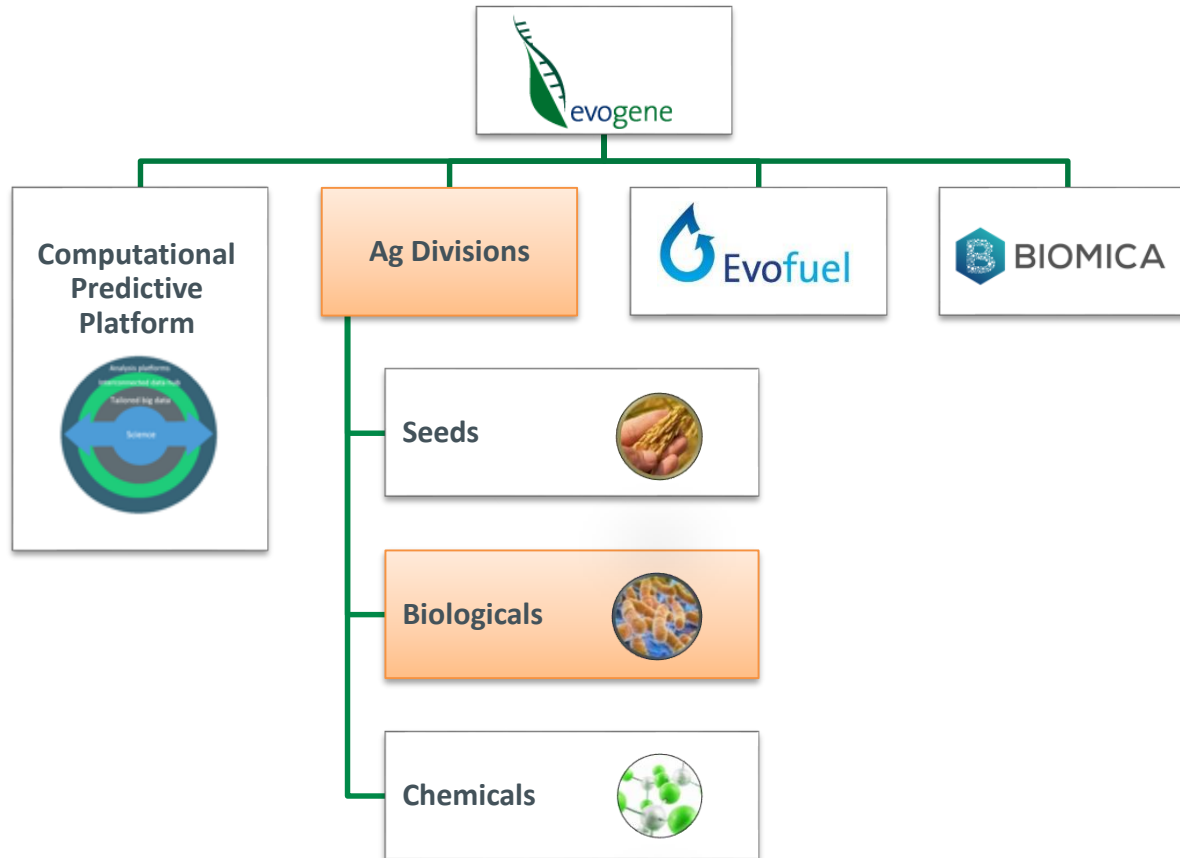 evogene
Computational
Predictive
Platform
Analysis platforms
Interconnected data hub
Tailored big data
Science
Ag Divisions
Evofuel
B BIOMICA
Seeds
Biologicals
Chemicals